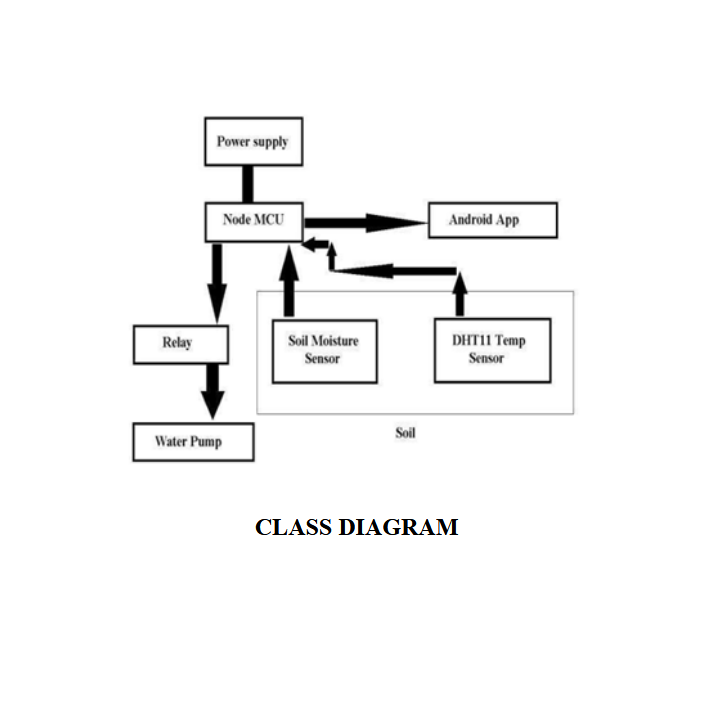 Power supply
Node MCU
Android App
Relay
Soil Moisture
Sensor
DHT11 Temp
Sensor
Water Pump
Soil
CLASS DIAGRAM